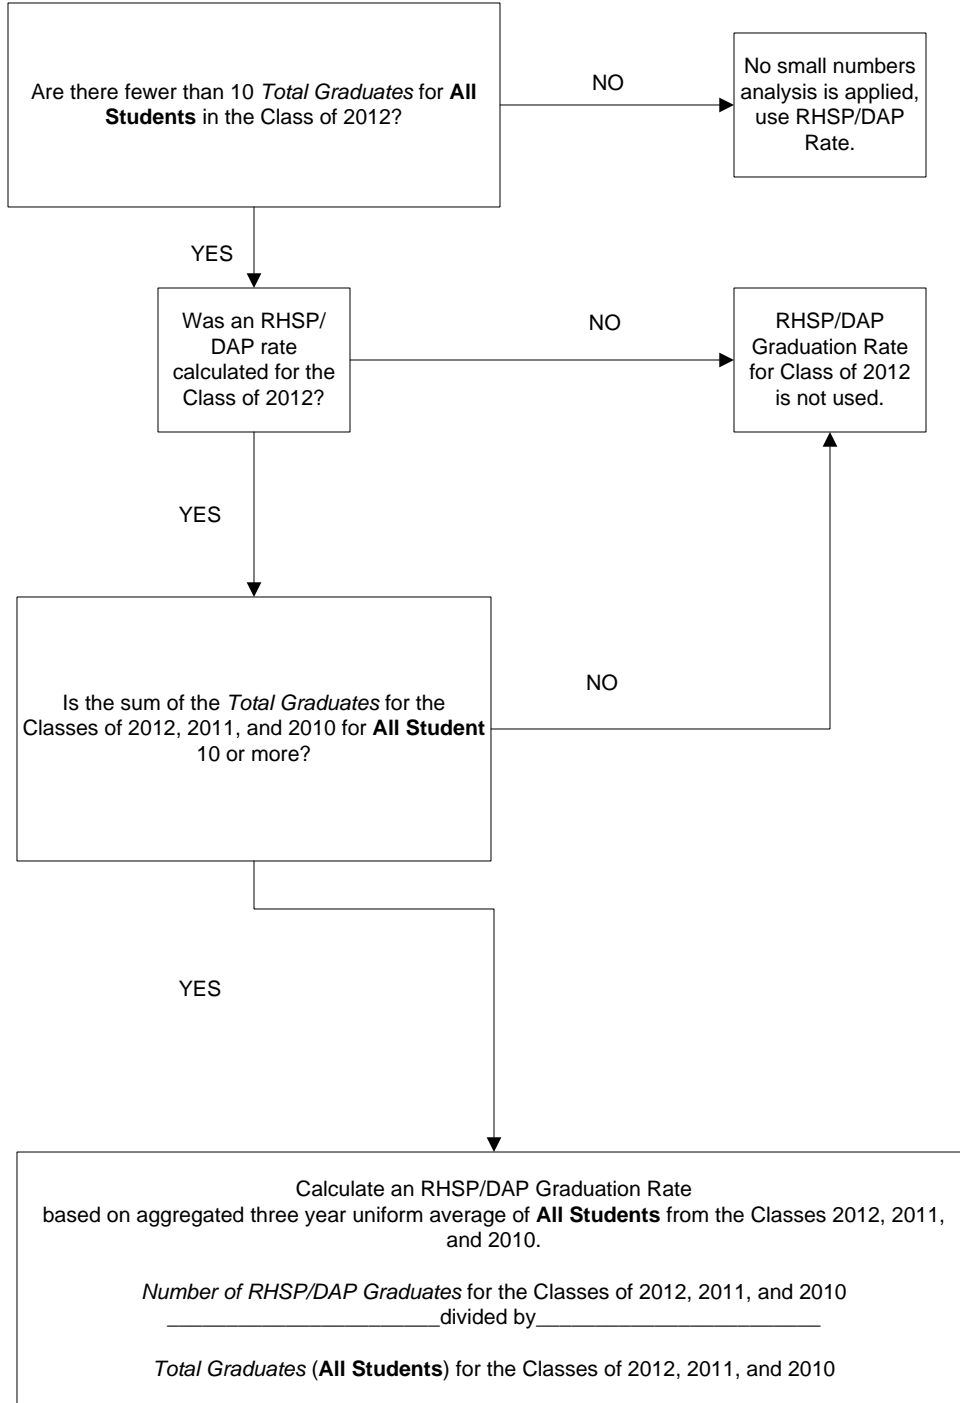 Are there fewer than 10 Total Graduates for All
Students in the Class of 2012?
NO
No small numbers
analysis is applied,
use RHSP/DAP
Rate.
YES
Was an RHSP/
DAP rate
calculated for the
Class of 2012?
NO
RHSP/DAP
Graduation Rate
for Class of 2012
is not used.
YES
Is the sum of the Total Graduates for the
Classes of 2012, 2011, and 2010 for All Student
10 or more?
NO
YES
Calculate an RHSP/DAP Graduation Rate
based on aggregated three year uniform average of All Students from the Classes 2012, 2011,
and 2010.
Number of RHSP/DAP Graduates for the Classes of 2012, 2011, and 2010
_______________________divided by________________________
Total Graduates (All Students) for the Classes of 2012, 2011, and 2010